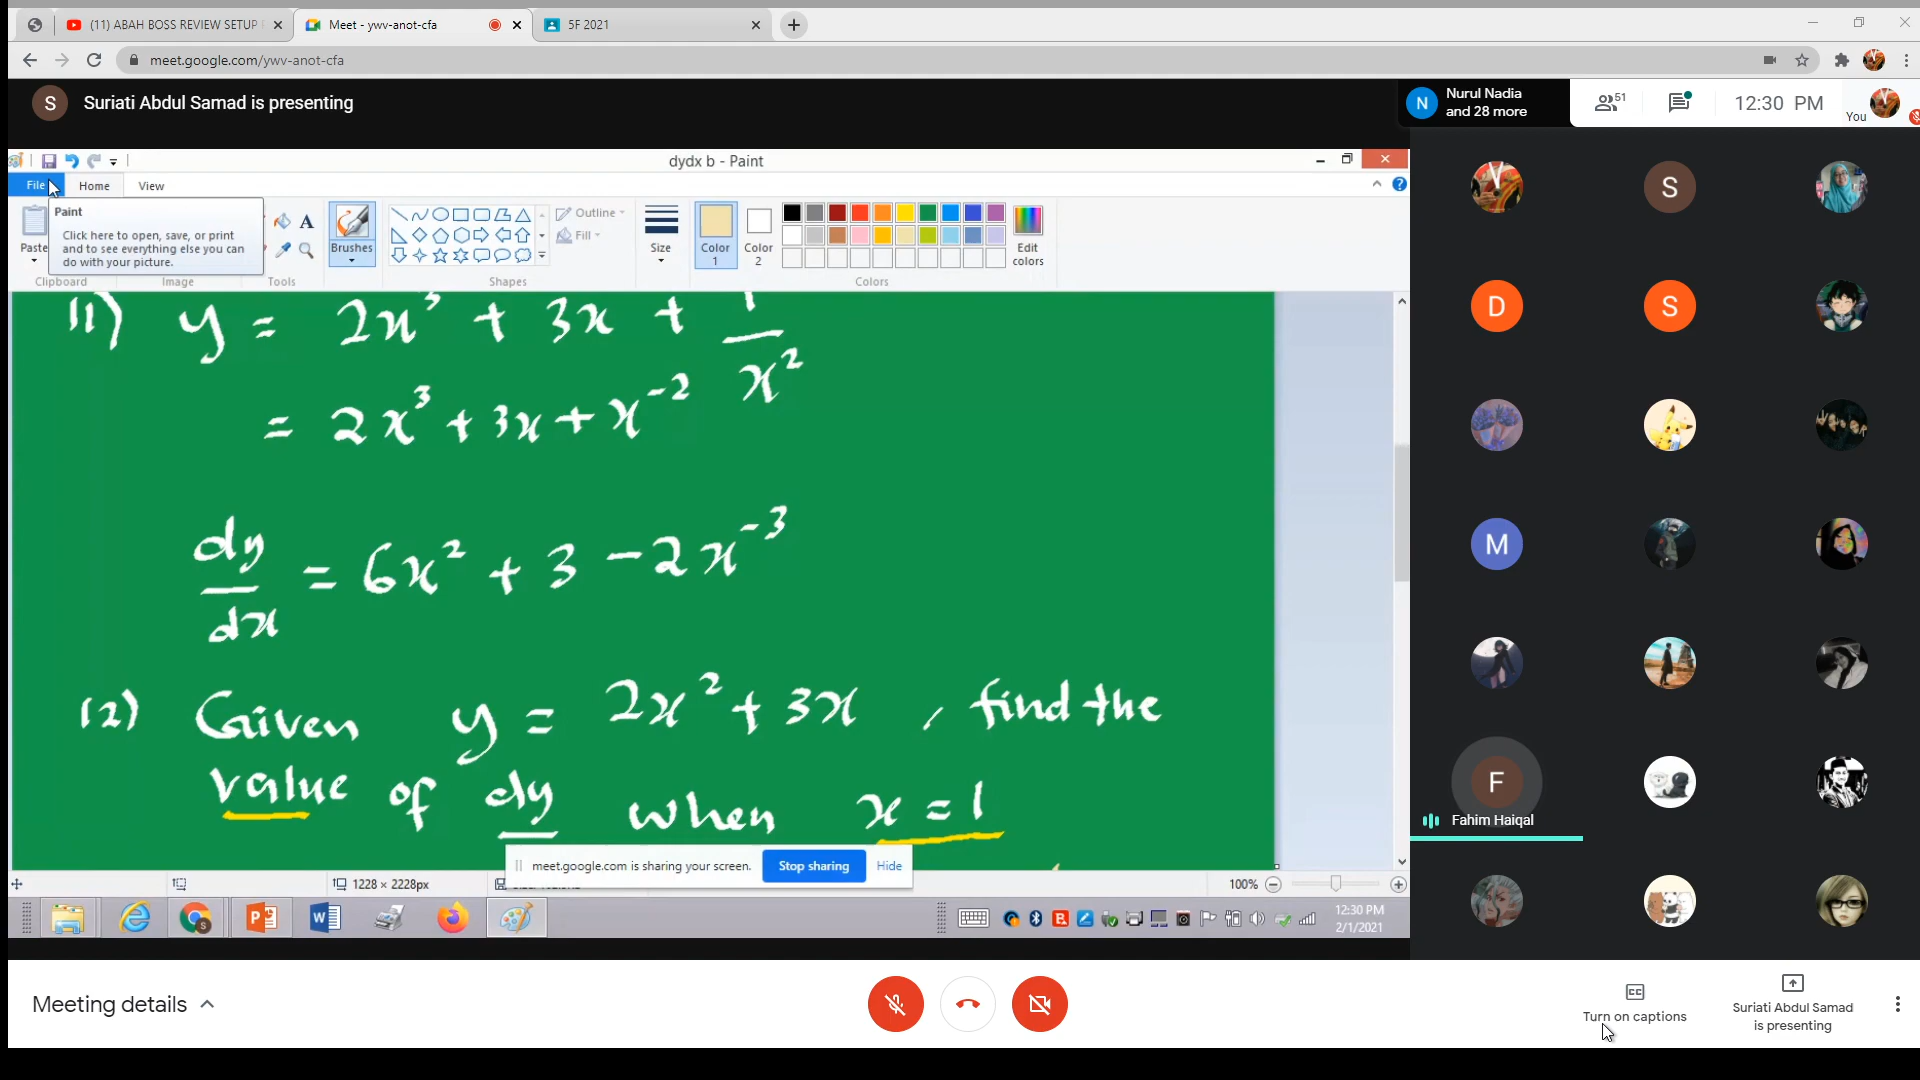 (11) ABAH BOSS REVIEW SETUP
Meet - ywv-anot-cfa
5F 2021
meet.google.com/ywv-anot-cfa
S
Suriati Abdul Samad is presenting
N
Nurul Nadia
and 28 more
51
12:30 PM
You
dydx b - Paint
File
Home
View
Paint
Click here to open, save, or print
and to see everything else you can
do with your picture.
Paste
A
Brushes
Outline
Fill
Size
Color
1
Color
2
Edit
colors
Clipboard
Image
Tools
Shapes
Colors
11) y = 2x³ + 3x + 1/x²
= 2x³ + 3x + x⁻²
dy/dx = 6x² + 3 - 2x⁻³
12) Given y = 2x² + 3x , find the
value of dy when x = 1
meet.google.com is sharing your screen.
Stop sharing
Hide
1228 × 2228px
100%
12:30 PM
2/1/2021
S
D
S
M
F
Fahim Haiqal
Meeting details
Turn on captions
Suriati Abdul Samad
is presenting